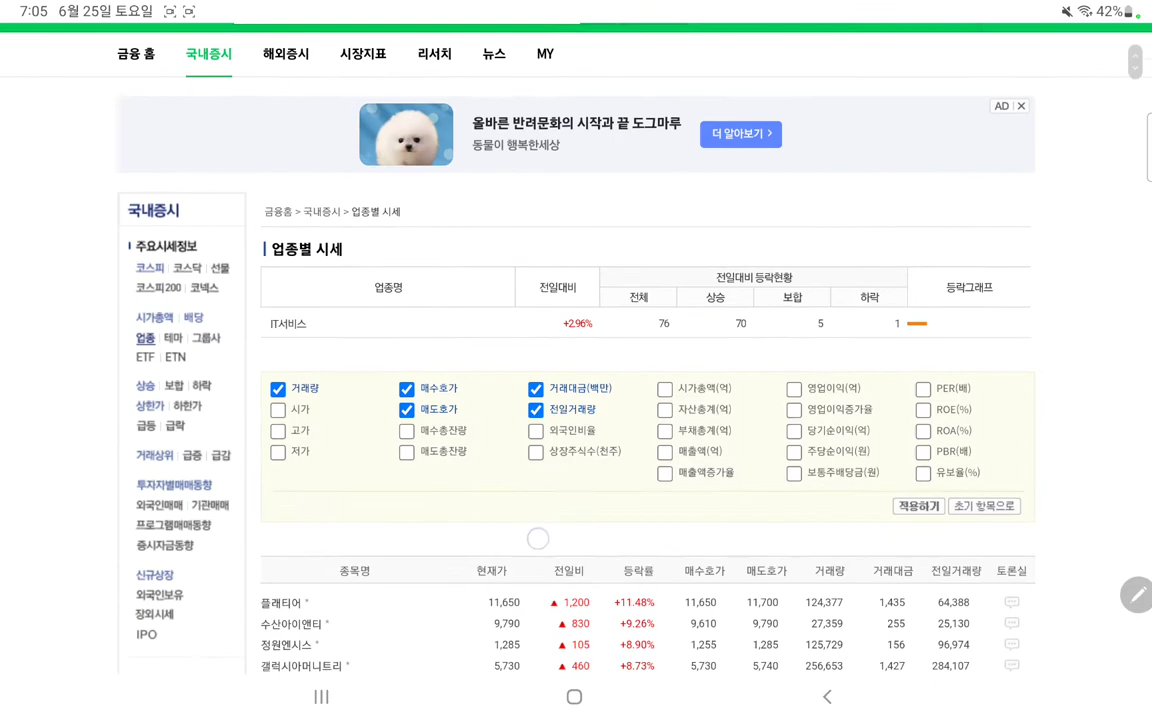 7:05 6월 25일 토요일
42%
금융 홈 국내증시 해외증시 시장지표 리서치 뉴스 MY
올바른 반려문화의 시작과 끝 도그마루
동물이 행복한세상
더 알아보기 >
AD X
국내증시
주요시세정보
코스피 코스닥 선물
코스피200 코넥스
시가총액 배당
업종 테마 그룹사
ETF ETN
상승 보합 하락
상한가 하한가
급등 급락
거래상위 급증 급감
투자자별매매동향
외국인매매 기관매매
프로그램매매동향
증시자금동향
신규상장
외국인보유
장외시세
IPO
금융홈 > 국내증시 > 업종별 시세
업종별 시세
업종명 전일대비 전일대비 등락현황 등락그래프
전체 상승 보합 하락
IT서비스 +2.96% 76 70 5 1
거래량 매수호가 거래대금(백만) 시가총액(억) 영업이익(억) PER(배)
시가 매도호가 전일거래량 자산총계(억) 영업이익증가율 ROE(%)
고가 매수총잔량 외국인비율 부채총계(억) 당기순이익(억) ROA(%)
저가 매도총잔량 상장주식수(천주) 매출액(억) 주당순이익(원) PBR(배)
매출액증가율 보통주배당금(원) 유보율(%)
적용하기 초기 항목으로
종목명 현재가 전일비 등락률 매수호가 매도호가 거래량 거래대금 전일거래량 토론실
플래티어 * 11,650 ▲ 1,200 +11.48% 11,650 11,700 124,377 1,435 64,388
수산아이앤티 * 9,790 ▲ 830 +9.26% 9,610 9,790 27,359 255 25,130
정원엔시스 * 1,285 ▲ 105 +8.90% 1,255 1,285 125,729 156 96,974
갤럭시아머니트리 * 5,730 ▲ 460 +8.73% 5,730 5,740 256,653 1,427 284,107